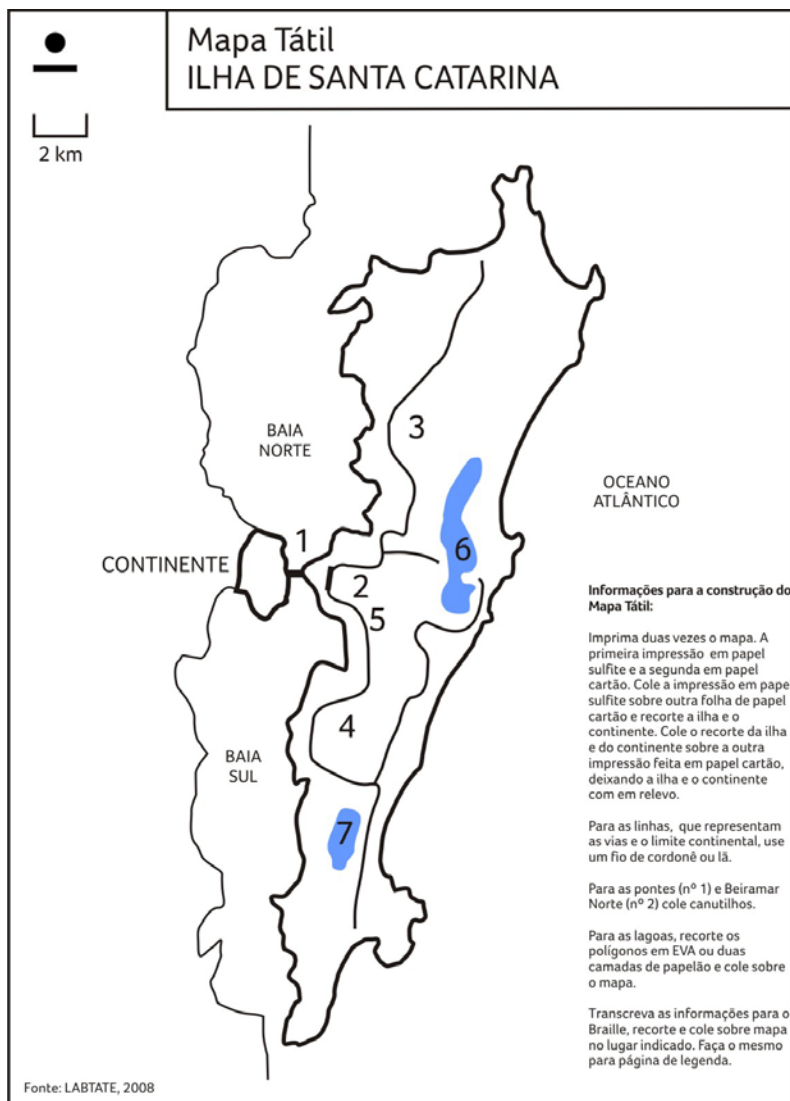 Mapa Tátil
ILHA DE SANTA CATARINA
2 km
BAIA
NORTE
3
OCEANO
ATLÂNTICO
1
6
CONTINENTE
2
5
4
BAIA
SUL
7
Informações para a construção do
Mapa Tátil:
Imprima duas vezes o mapa. A
primeira impressão em papel
sulfite e a segunda em papel
cartão. Cole a impressão em papel
sulfite sobre outra folha de papel
cartão e recorte a ilha e o
continente. Cole o recorte da ilha
e do continente sobre a outra
impressão feita em papel cartão,
deixando a ilha e o continente
com em relevo.
Para as linhas, que representam
as vias e o limite continental, use
um fio de cordonê ou lã.
Para as pontes (nº 1) e Beiramar
Norte (nº 2) cole canutilhos.
Para as lagoas, recorte os
polígonos em EVA ou duas
camadas de papelão e cole sobre
o mapa.
Transcreva as informações para o
Braille, recorte e cole sobre mapa
no lugar indicado. Faça o mesmo
para página de legenda.
Fonte: LABTATE, 2008